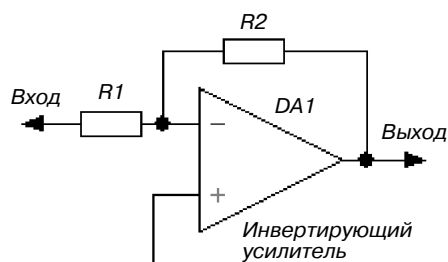 R2
R1
Вход
DA1
Выход
−
+
Инвертирующий
усилитель